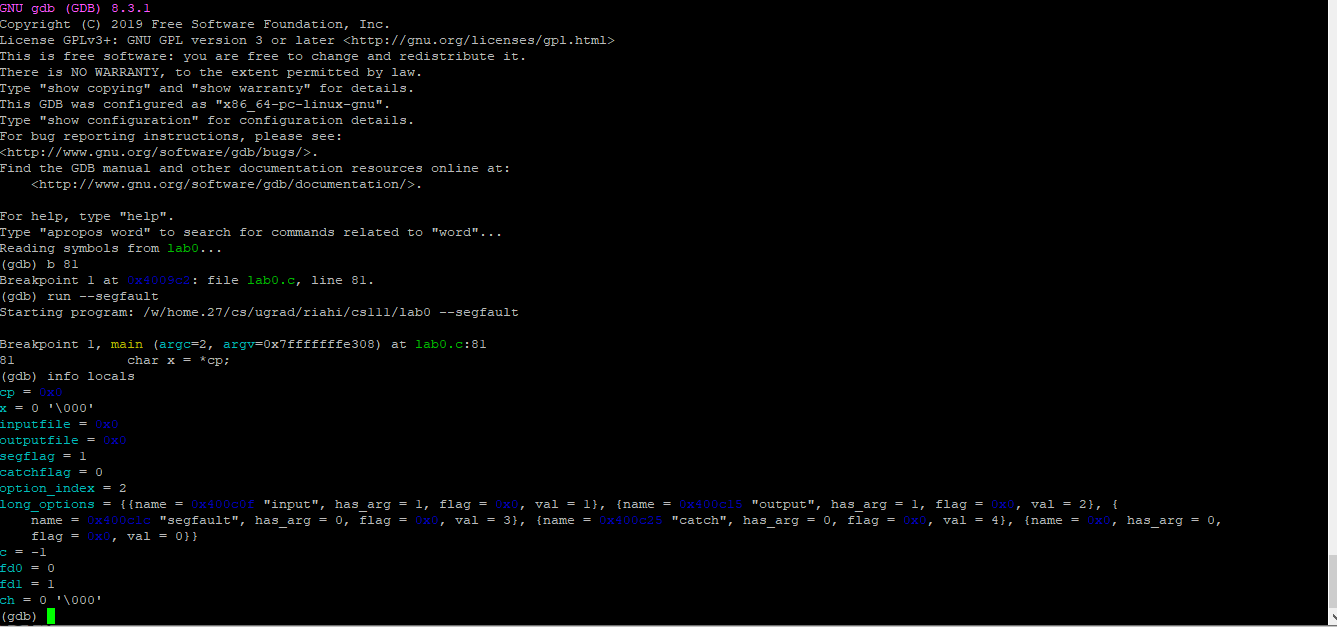 GNU gdb (GDB) 8.3.1
Copyright (C) 2019 Free Software Foundation, Inc.
License GPLv3+: GNU GPL version 3 or later <http://gnu.org/licenses/gpl.html>
This is free software: you are free to change and redistribute it.
There is NO WARRANTY, to the extent permitted by law.
Type "show copying" and "show warranty" for details.
This GDB was configured as "x86_64-pc-linux-gnu".
Type "show configuration" for configuration details.
For bug reporting instructions, please see:
<http://www.gnu.org/software/gdb/bugs/>.
Find the GDB manual and other documentation resources online at:
    <http://www.gnu.org/software/gdb/documentation/>.

For help, type "help".
Type "apropos word" to search for commands related to "word"...
Reading symbols from lab0...
(gdb) b 81
Breakpoint 1 at 0x4009c2: file lab0.c, line 81.
(gdb) run --segfault
Starting program: /w/home.27/cs/ugrad/riahi/cs111/lab0 --segfault

Breakpoint 1, main (argc=2, argv=0x7fffffffe308) at lab0.c:81
81              char x = *cp;
(gdb) info locals
cp = 0x0
x = 0 '\000'
inputfile = 0x0
outputfile = 0x0
segflag = 1
catchflag = 0
option_index = 2
long_options = {{name = 0x400c0f "input", has_arg = 1, flag = 0x0, val = 1}, {name = 0x400c15 "output", has_arg = 1, flag = 0x0, val = 2}, {
    name = 0x400c1c "segfault", has_arg = 0, flag = 0x0, val = 3}, {name = 0x400c25 "catch", has_arg = 0, flag = 0x0, val = 4}, {name = 0x0, has_arg = 0,
    flag = 0x0, val = 0}}
c = -1
fd0 = 0
fd1 = 1
ch = 0 '\000'
(gdb)